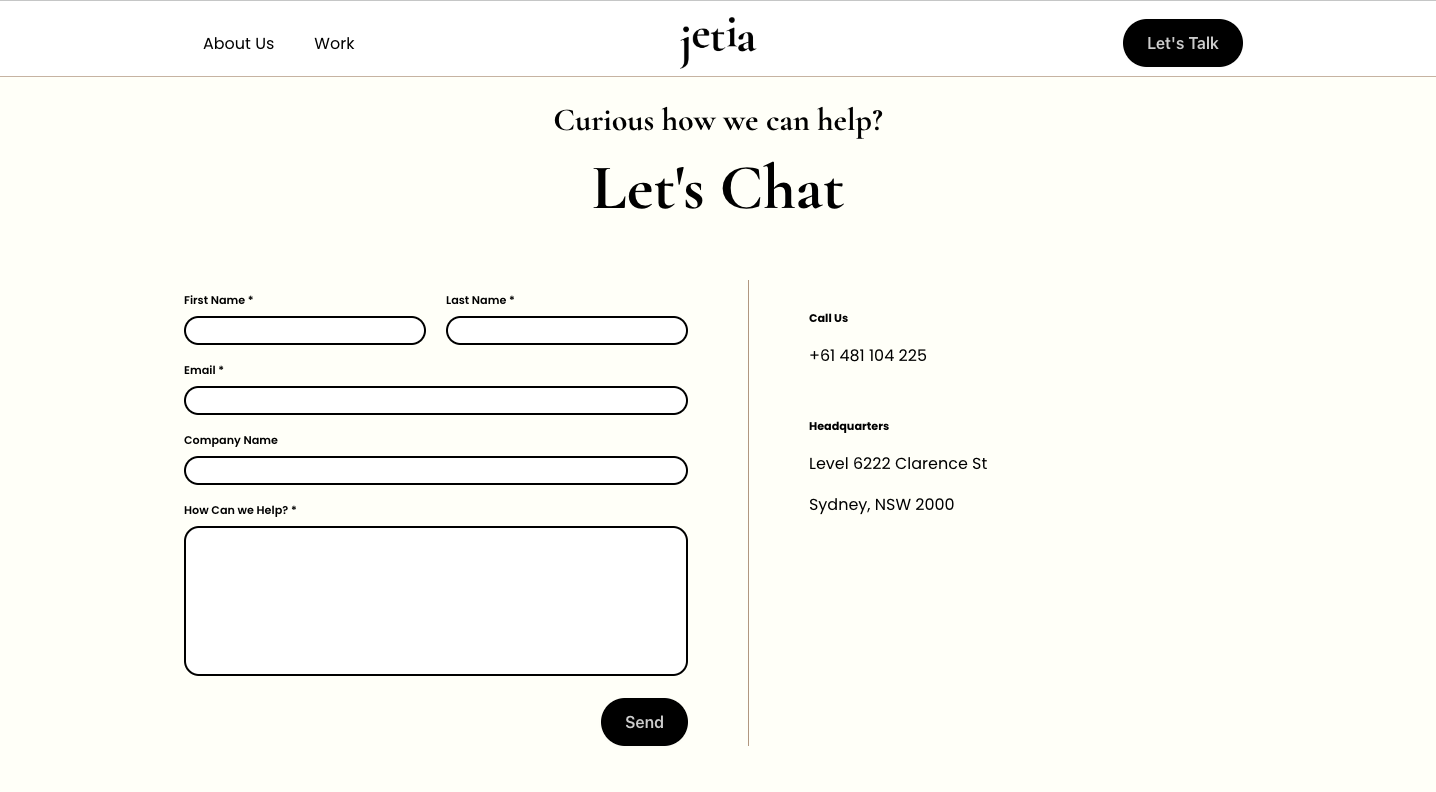 About Us
Work
jetia
Let's Talk
Curious how we can help?
Let's Chat
First Name *
Last Name *
Email *
Company Name
How Can we Help? *
Send
Call Us
+61 481 104 225
Headquarters
Level 6222 Clarence St
Sydney, NSW 2000